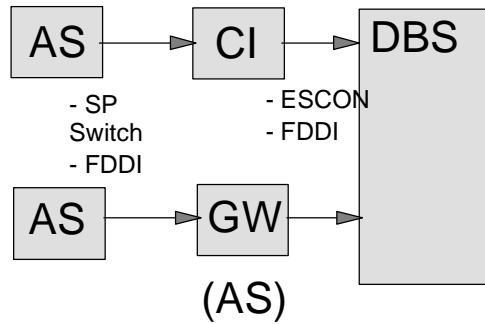 AS
CI
DBS
- SP
Switch
- FDDI
- ESCON
- FDDI
AS
GW
(AS)